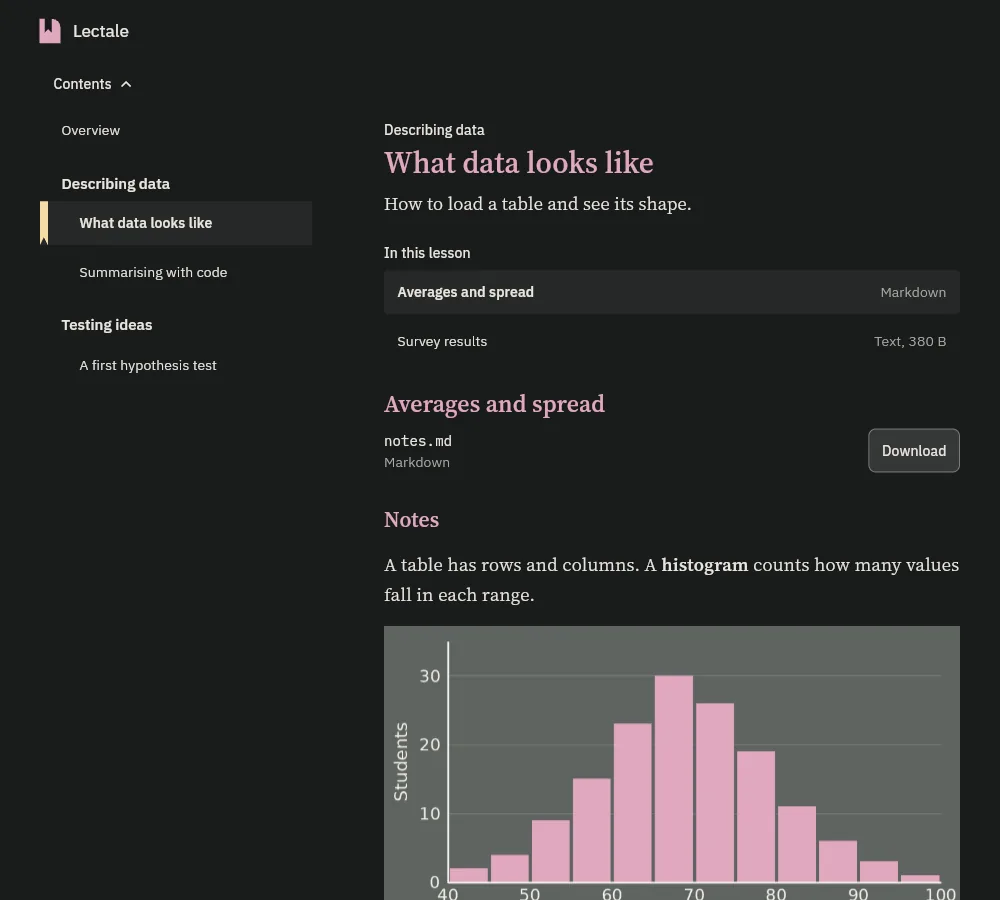 Lectale
Contents
Overview
Describing data
What data looks like
Summarising with code
Testing ideas
A first hypothesis test
Describing data
What data looks like
How to load a table and see its shape.
In this lesson
Averages and spread Markdown
Survey results Text, 380 B
Averages and spread
notes.md
Markdown
Download
Notes
A table has rows and columns. A histogram counts how many values
fall in each range.
Students
30
20
10
0
40 50 60 70 80 90 100